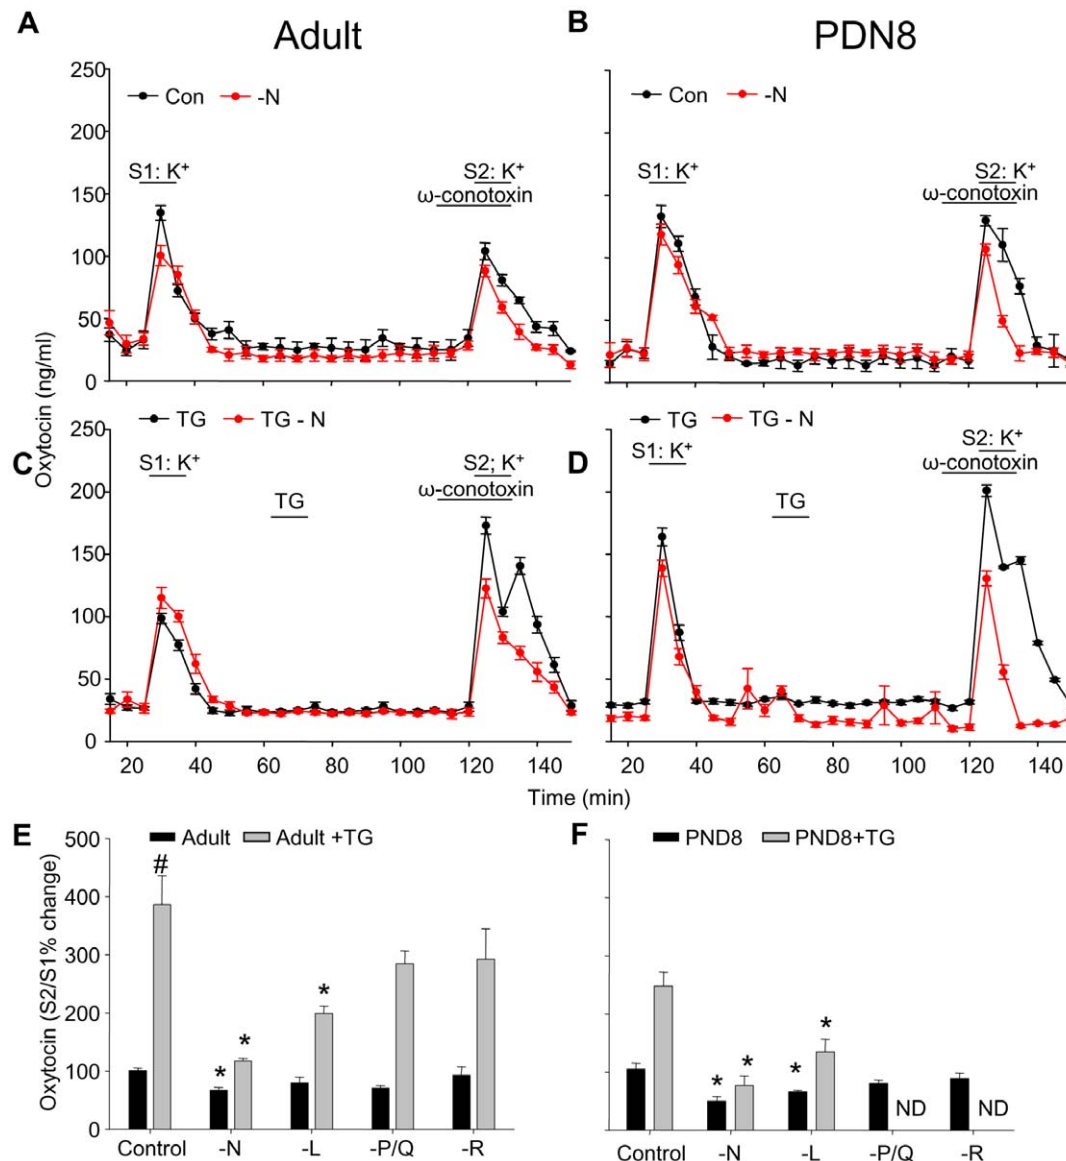 A Adult B PDN8
250 Con -N Con -N
200
S1: K⁺ S2: K⁺ S1: K⁺ S2: K⁺
150 ω-conotoxin ω-conotoxin
100
50
0
Oxytocin (ng/ml)
TG TG - N TG TG - N
250
C S1: K⁺ S2; K⁺ D S1: K⁺ S2: K⁺
ω-conotoxin ω-conotoxin
200 TG TG
150
100
50
0
20 40 60 80 100 120 140 20 40 60 80 100 120 140
Time (min)
E F
500 Adult Adult +TG PND8 PND8+TG
#
400
300
* * * * * * *
200
100
ND ND
0
Oxytocin (S2/S1% change)
Control -N -L -P/Q -R Control -N -L -P/Q -R